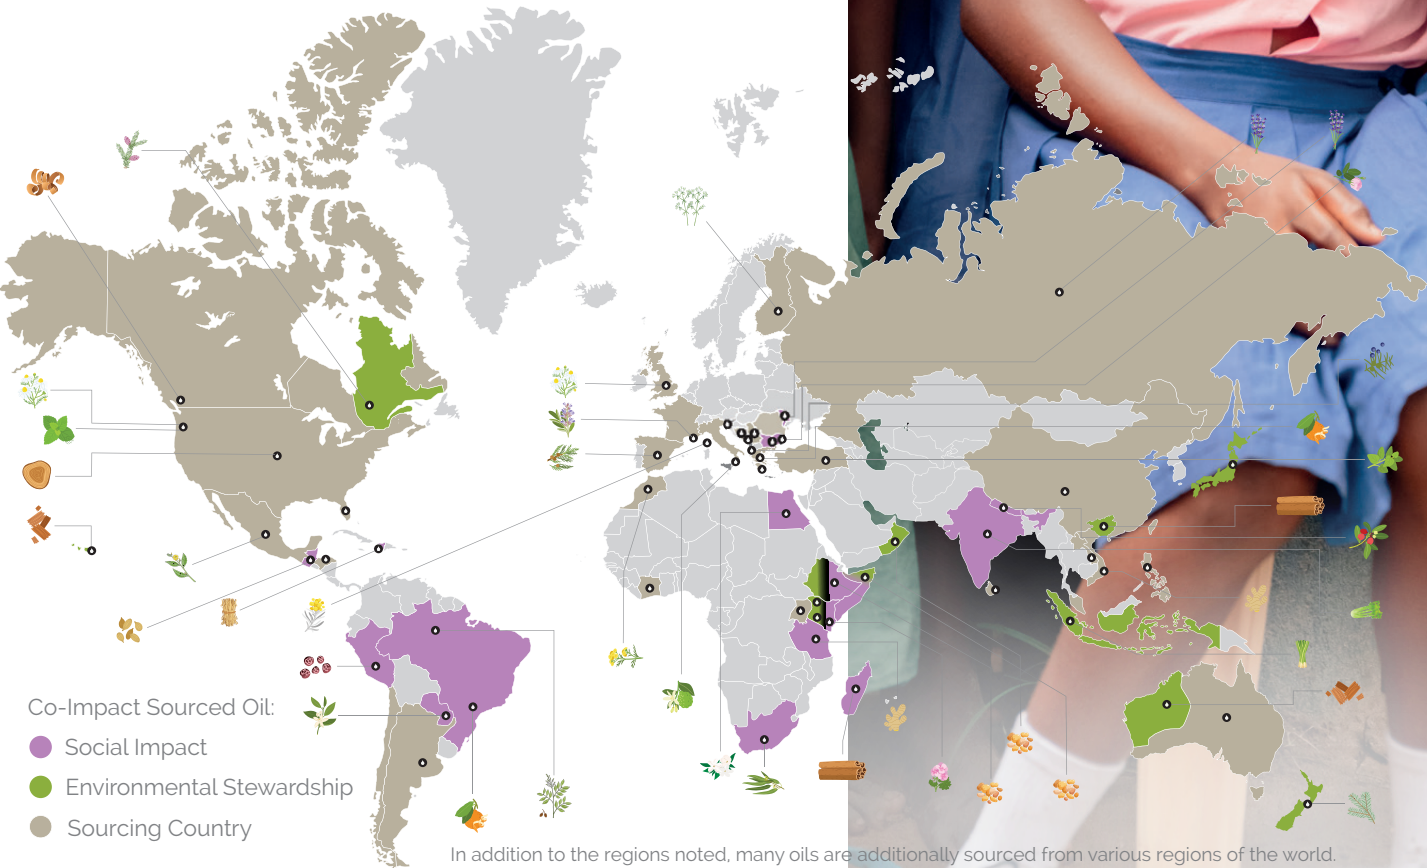 Co-Impact Sourced Oil:
Social Impact
Environmental Stewardship
Sourcing Country
In addition to the regions noted, many oils are additionally sourced from various regions of the world.